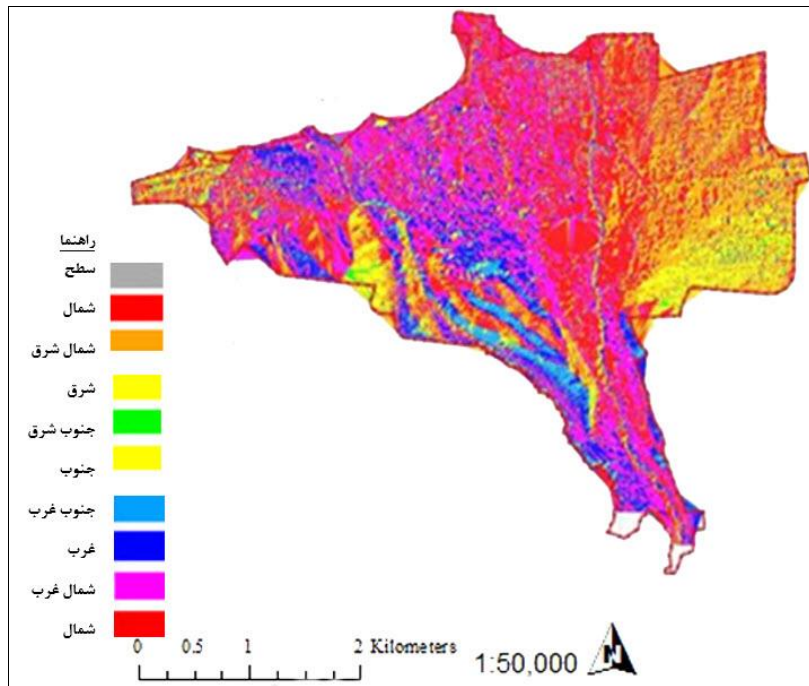 راهنما
سطح
شمال
شمال شرق
شرق
جنوب شرق
جنوب
جنوب غرب
غرب
شمال غرب
شمال
0 0.5 1 2 Kilometers
1:50,000
N